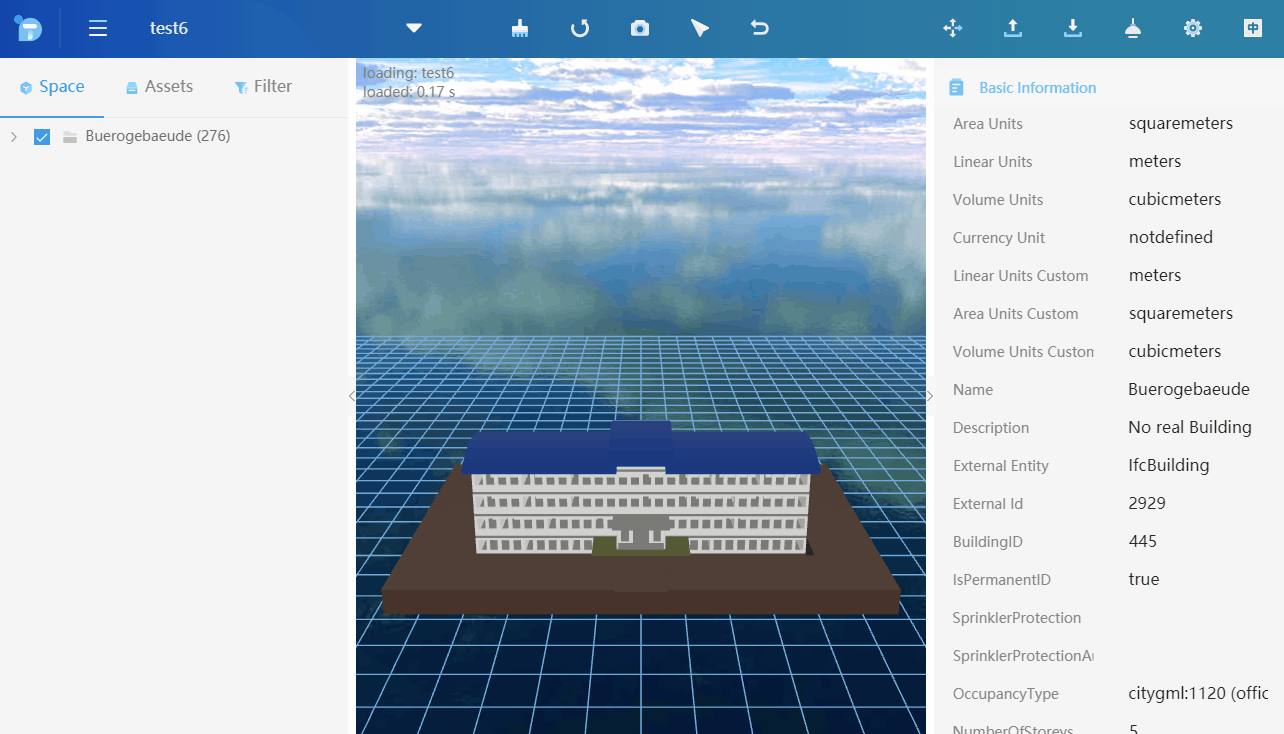 test6
中
Space
Assets
Filter
Buerogebaeude (276)
loading: test6
loaded: 0.17 s
Basic Information
Area Units squaremeters
Linear Units meters
Volume Units cubicmeters
Currency Unit notdefined
Linear Units Custom meters
Area Units Custom squaremeters
Volume Units Custom cubicmeters
Name Buerogebaeude
Description No real Building
External Entity IfcBuilding
External Id 2929
BuildingID 445
IsPermanentID true
SprinklerProtection
SprinklerProtectionAu
OccupancyType citygml:1120 (offic
NumberOfStoreys 5